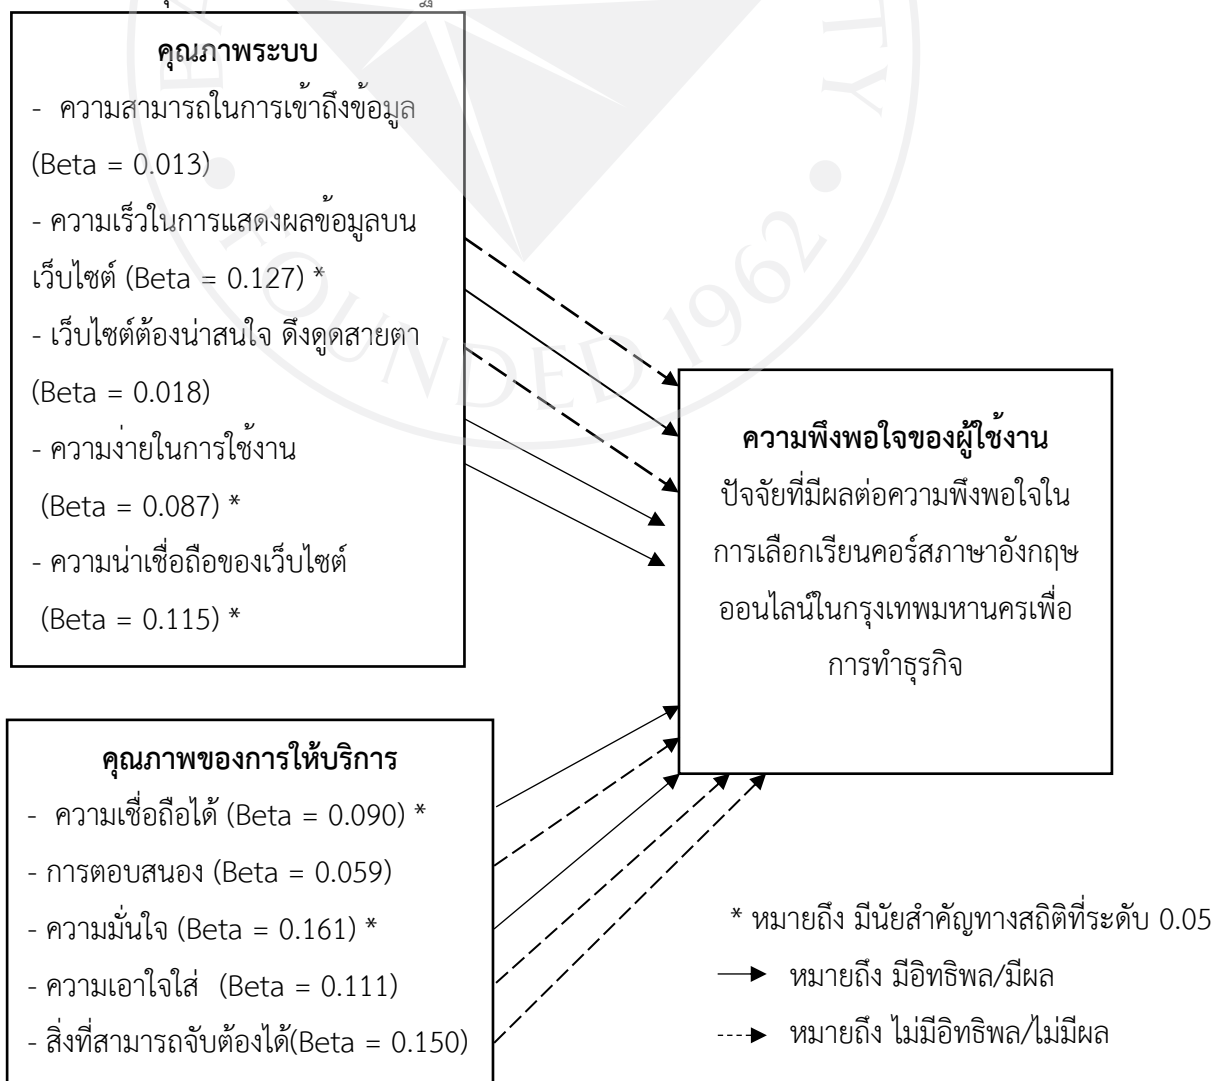 คุณภาพระบบ
- ความสามารถในการเข้าถึงข้อมูล
(Beta = 0.013)
- ความเร็วในการแสดงผลข้อมูลบน
เว็บไซต์ (Beta = 0.127) *
- เว็บไซต์ต้องน่าสนใจ ดึงดูดสายตา
(Beta = 0.018)
- ความง่ายในการใช้งาน
(Beta = 0.087) *
- ความน่าเชื่อถือของเว็บไซต์
(Beta = 0.115) *
ความพึงพอใจของผู้ใช้งาน
ปัจจัยที่มีผลต่อความพึงพอใจใน
การเลือกเรียนคอร์สภาษาอังกฤษ
ออนไลน์ในกรุงเทพมหานครเพื่อ
การทำธุรกิจ
คุณภาพของการให้บริการ
- ความเชื่อถือได้ (Beta = 0.090) *
- การตอบสนอง (Beta = 0.059)
- ความมั่นใจ (Beta = 0.161) *
- ความเอาใจใส่ (Beta = 0.111)
- สิ่งที่สามารถจับต้องได้(Beta = 0.150)
* หมายถึง มีนัยสำคัญทางสถิติที่ระดับ 0.05
หมายถึง มีอิทธิพล/มีผล
หมายถึง ไม่มีอิทธิพล/ไม่มีผล
FOUNDED 1962